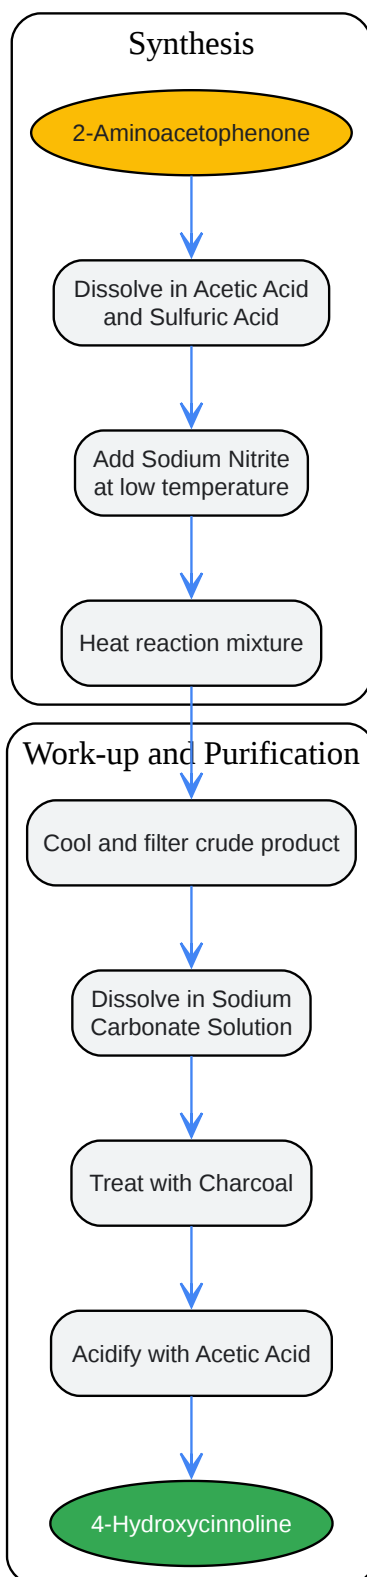 Synthesis
2-Aminoacetophenone
Dissolve in Acetic Acid
and Sulfuric Acid
Add Sodium Nitrite
at low temperature
Heat reaction mixture
Work-up and Purification
Cool and filter crude product
Dissolve in Sodium
Carbonate Solution
Treat with Charcoal
Acidify with Acetic Acid
4-Hydroxycinnoline